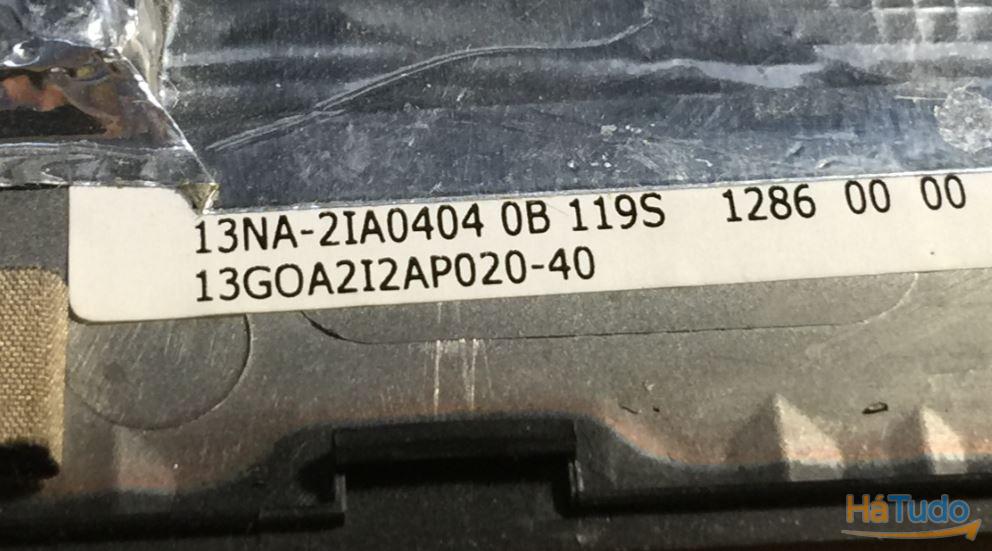 13NA-2IA0404 0B 119S 1286 00 00
13GOA2I2AP020-40
HáTudo